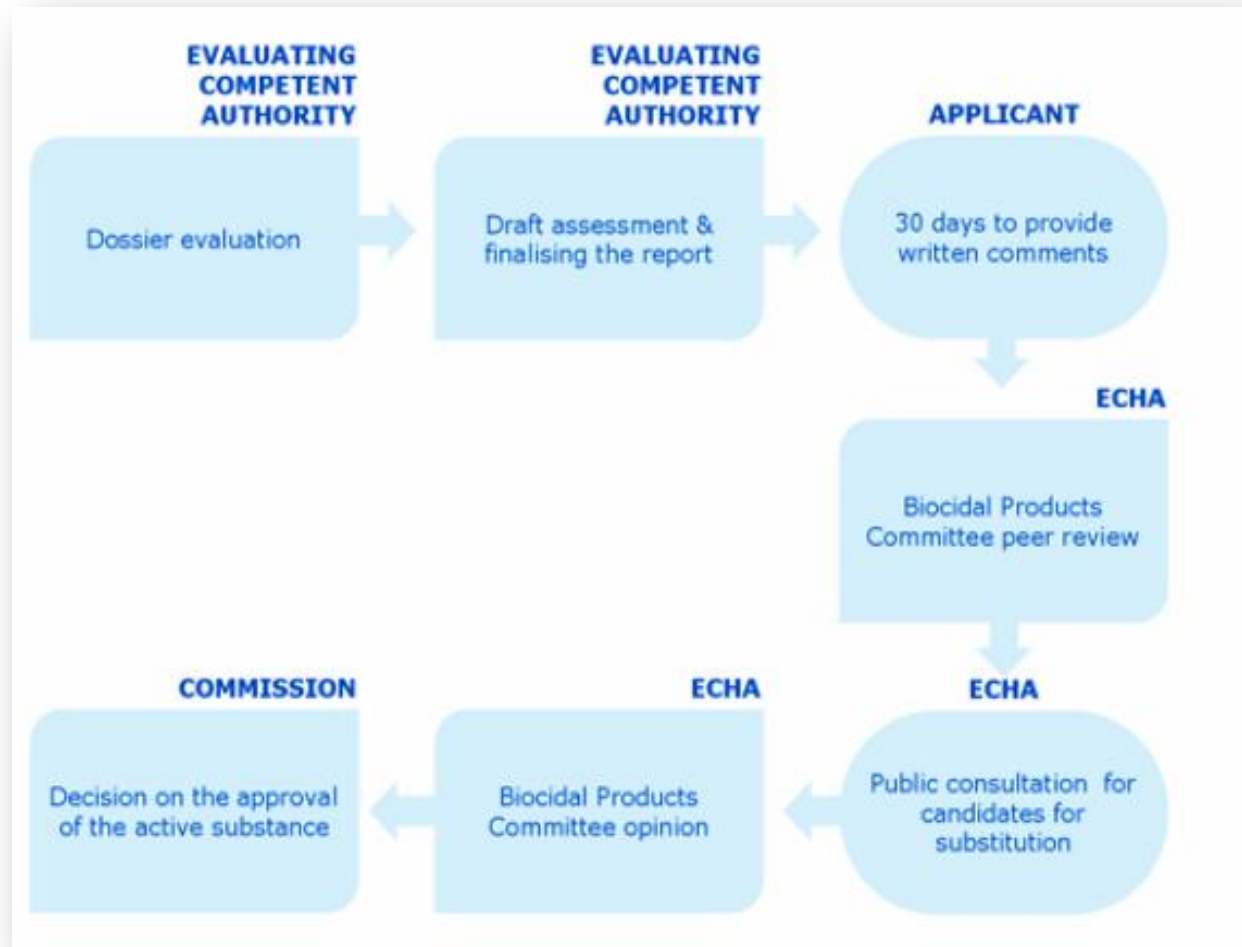 EVALUATING
COMPETENT
AUTHORITY
Dossier evaluation
EVALUATING
COMPETENT
AUTHORITY
Draft assessment &
finalising the report
APPLICANT
30 days to provide
written comments
ECHA
Biocidal Products
Committee peer review
ECHA
Public consultation for
candidates for
substitution
ECHA
Biocidal Products
Committee opinion
COMMISSION
Decision on the approval
of the active substance